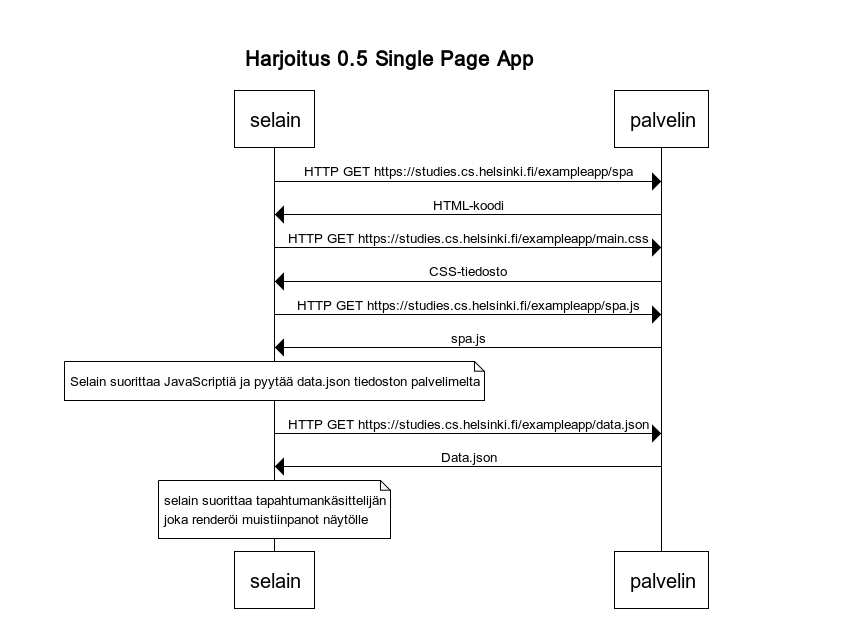 Harjoitus 0.5 Single Page App
selain
palvelin
HTTP GET https://studies.cs.helsinki.fi/exampleapp/spa
HTML-koodi
HTTP GET https://studies.cs.helsinki.fi/exampleapp/main.css
CSS-tiedosto
HTTP GET https://studies.cs.helsinki.fi/exampleapp/spa.js
spa.js
Selain suorittaa JavaScriptiä ja pyytää data.json tiedoston palvelimelta
HTTP GET https://studies.cs.helsinki.fi/exampleapp/data.json
Data.json
selain suorittaa tapahtumankäsittelijän
joka renderöi muistiinpanot näytölle
selain
palvelin